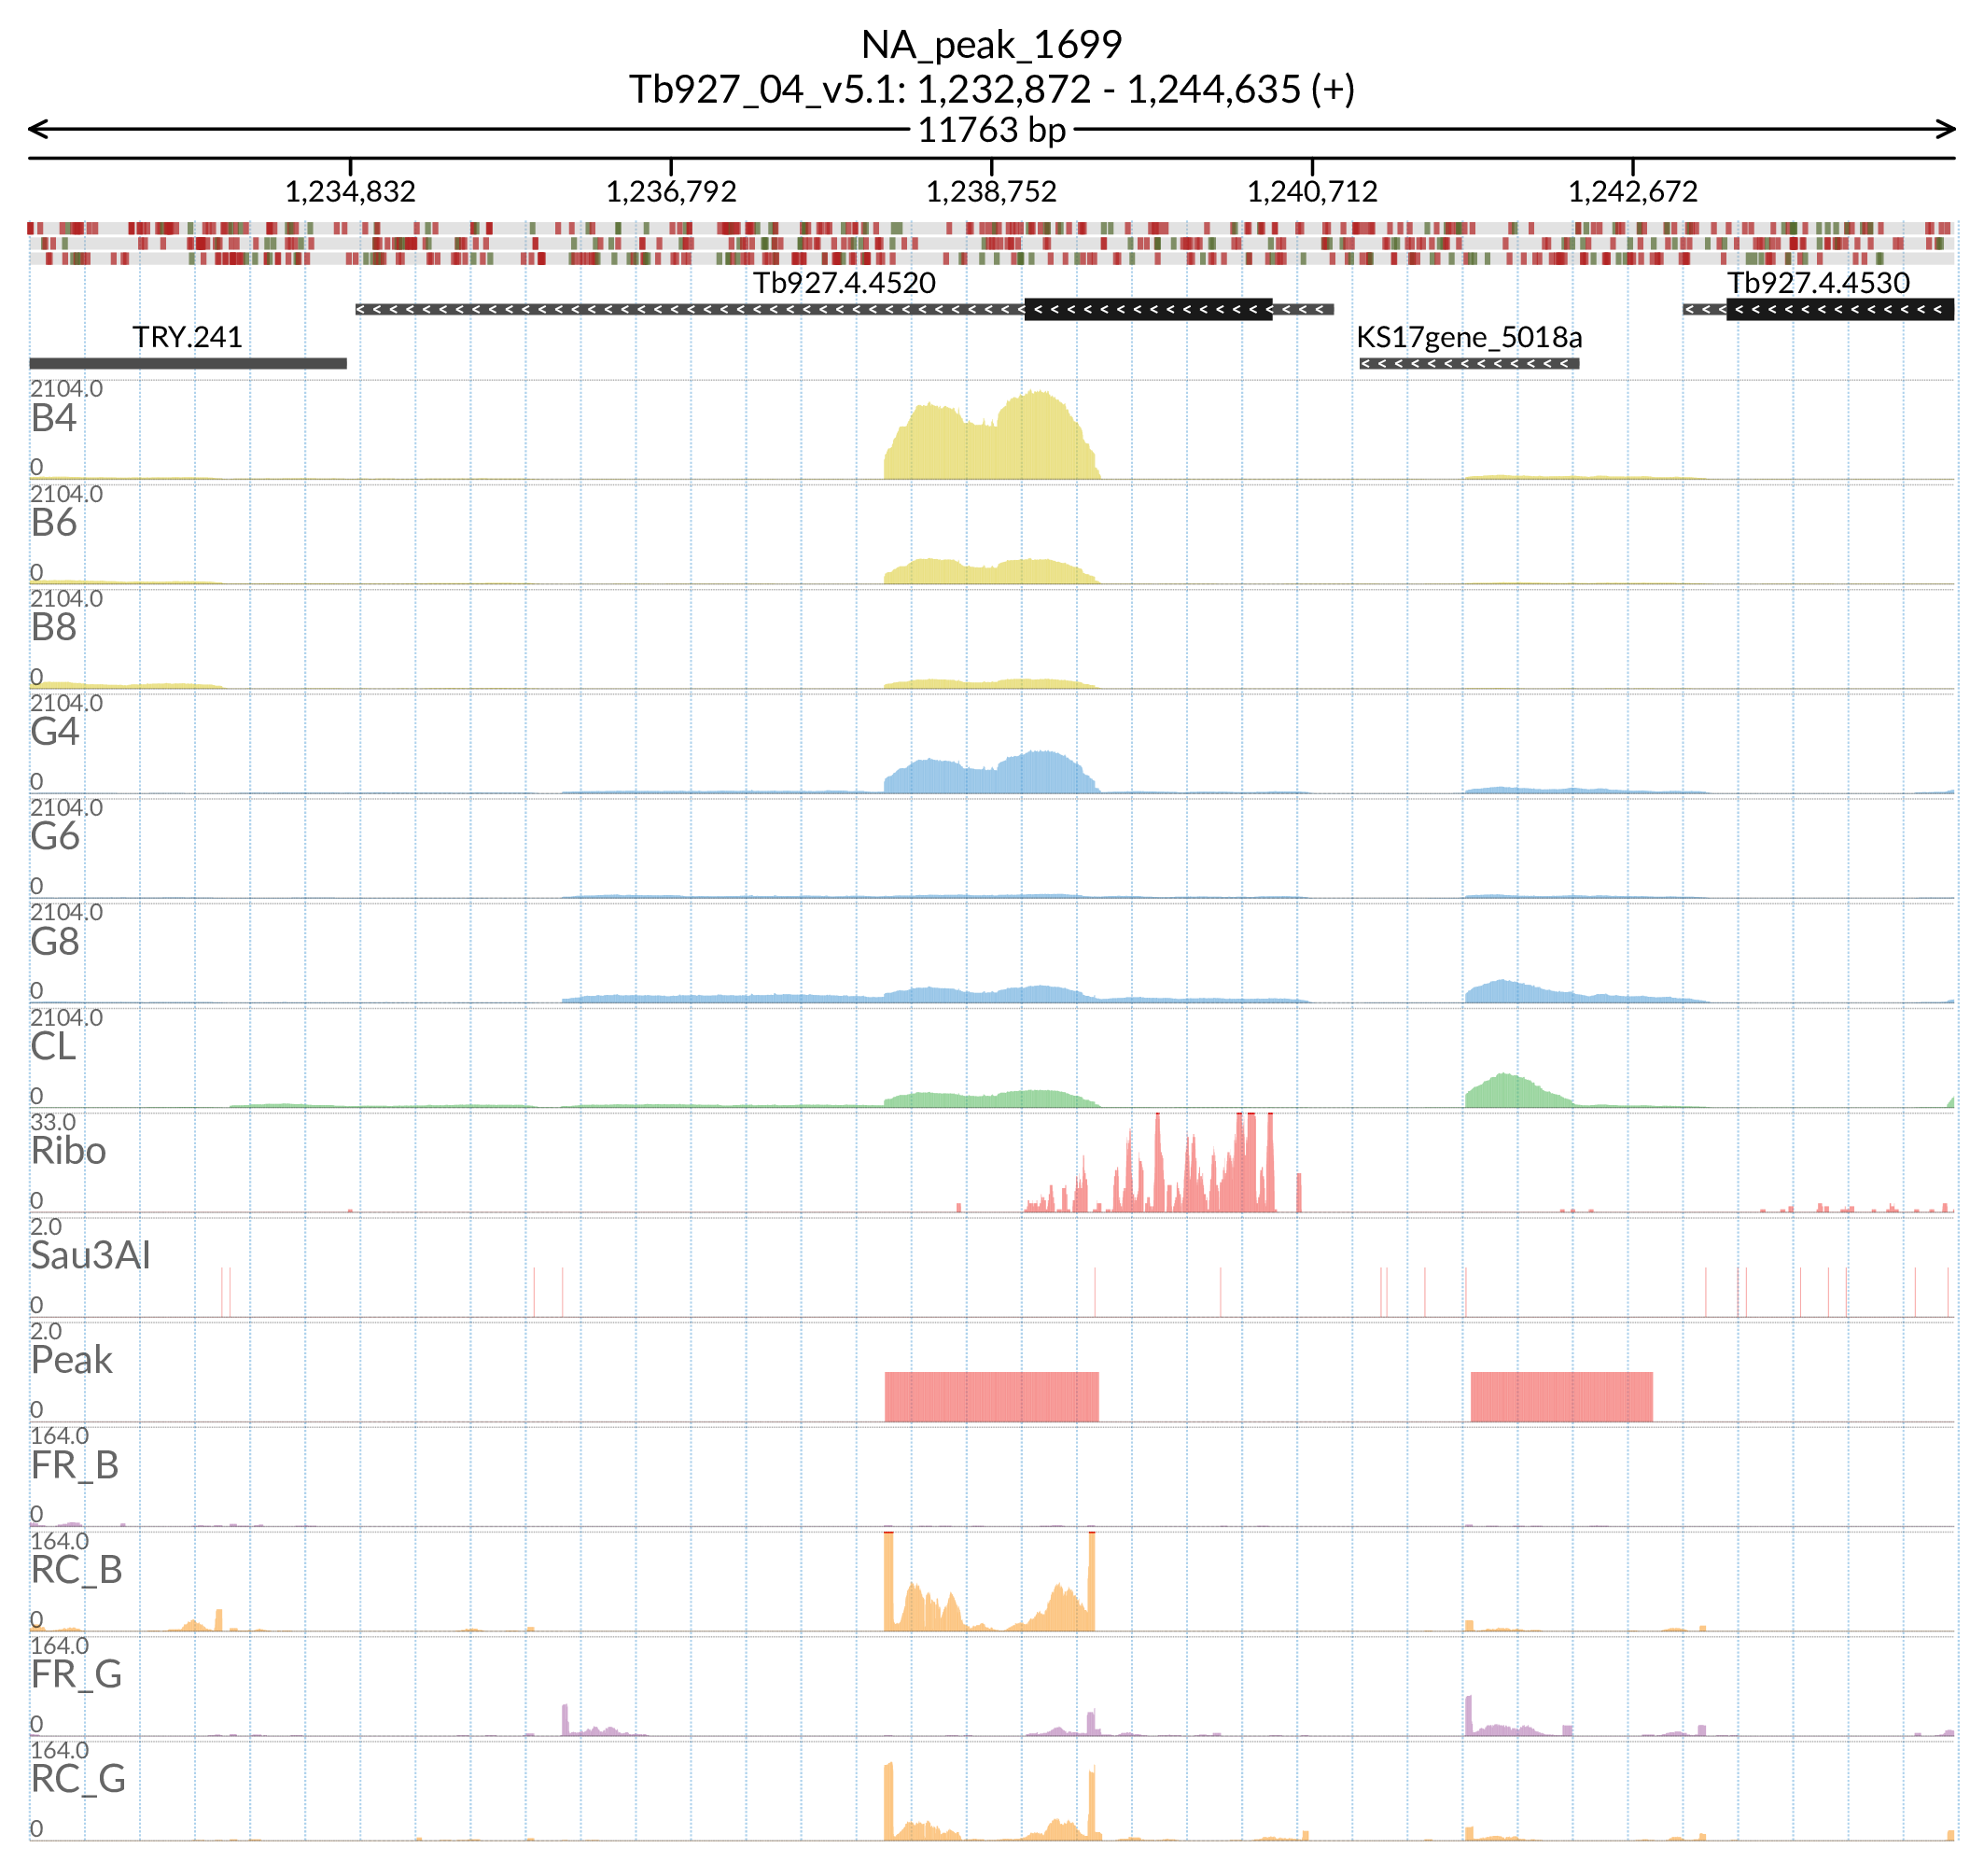 NA_peak_1699
Tb927_04_v5.1: 1,232,872 - 1,244,635 (+)
11763 bp
1,234,832 1,236,792 1,238,752 1,240,712 1,242,672
Tb927.4.4520 Tb927.4.4530
TRY.241 KS17gene_5018a
2104.0
B4
0
2104.0
B6
0
2104.0
B8
0
2104.0
G4
0
2104.0
G6
0
2104.0
G8
0
2104.0
CL
0
33.0
Ribo
0
2.0
Sau3AI
0
2.0
Peak
0
164.0
FR_B
0
164.0
RC_B
0
164.0
FR_G
0
164.0
RC_G
0